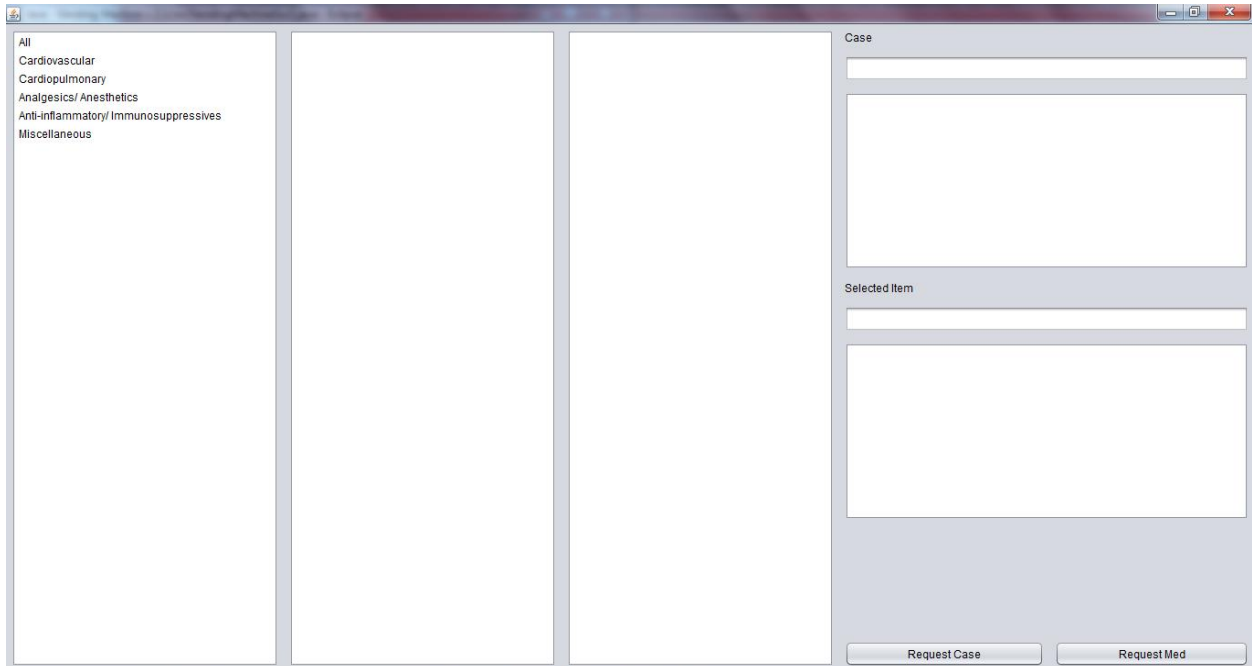 All
Cardiovascular
Cardiopulmonary
Analgesics/ Anesthetics
Anti-inflammatory/ Immunosuppressives
Miscellaneous
Case
Selected Item
Request Case
Request Med